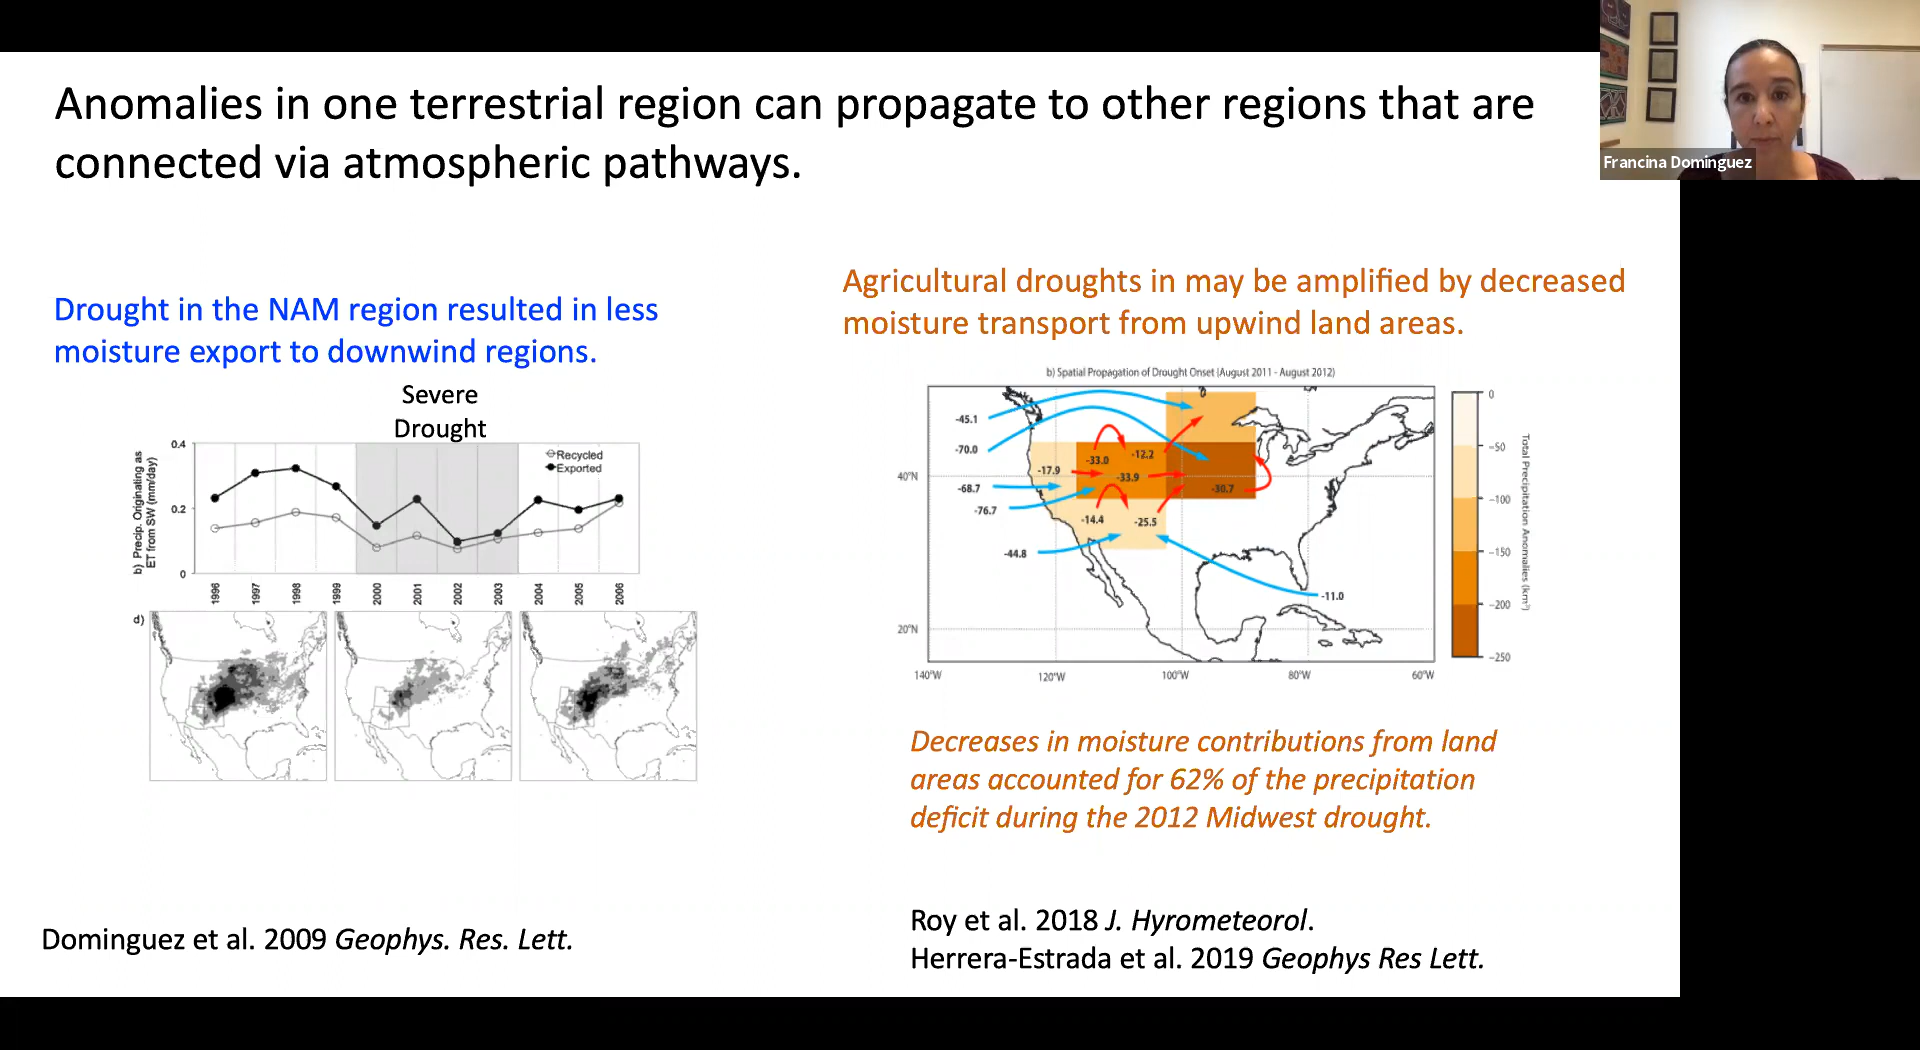 Anomalies in one terrestrial region can propagate to other regions that are
connected via atmospheric pathways.
Francina Dominguez
Drought in the NAM region resulted in less
moisture export to downwind regions.
Severe
Drought
b) Precip. Originating as
ET from SW (mm/day)
0.4
0.2
0
Recycled
Exported
1996
1997
1998
1999
2000
2001
2002
2003
2004
2005
2006
d)
Dominguez et al. 2009 Geophys. Res. Lett.
Agricultural droughts in may be amplified by decreased
moisture transport from upwind land areas.
b) Spatial Propagation of Drought Onset (August 2011 - August 2012)
-45.1
-70.0
-33.0
-12.2
-17.9
-33.9
-68.7
-30.7
-76.7
-14.4
-25.5
-44.8
-11.0
40°N
20°N
140°W
120°W
100°W
80°W
60°W
0
-50
-100
-150
-200
-250
Total Precipitation Anomalies (km³)
Decreases in moisture contributions from land
areas accounted for 62% of the precipitation
deficit during the 2012 Midwest drought.
Roy et al. 2018 J. Hyrometeorol.
Herrera-Estrada et al. 2019 Geophys Res Lett.